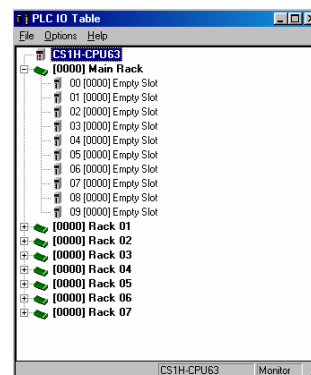 PLC IO Table
File Options Help
CS1H-CPU63
[0000] Main Rack
00 [0000] Empty Slot
01 [0000] Empty Slot
02 [0000] Empty Slot
03 [0000] Empty Slot
04 [0000] Empty Slot
05 [0000] Empty Slot
06 [0000] Empty Slot
07 [0000] Empty Slot
08 [0000] Empty Slot
09 [0000] Empty Slot
[0000] Rack 01
[0000] Rack 02
[0000] Rack 03
[0000] Rack 04
[0000] Rack 05
[0000] Rack 06
[0000] Rack 07
CS1H-CPU63 Monitor